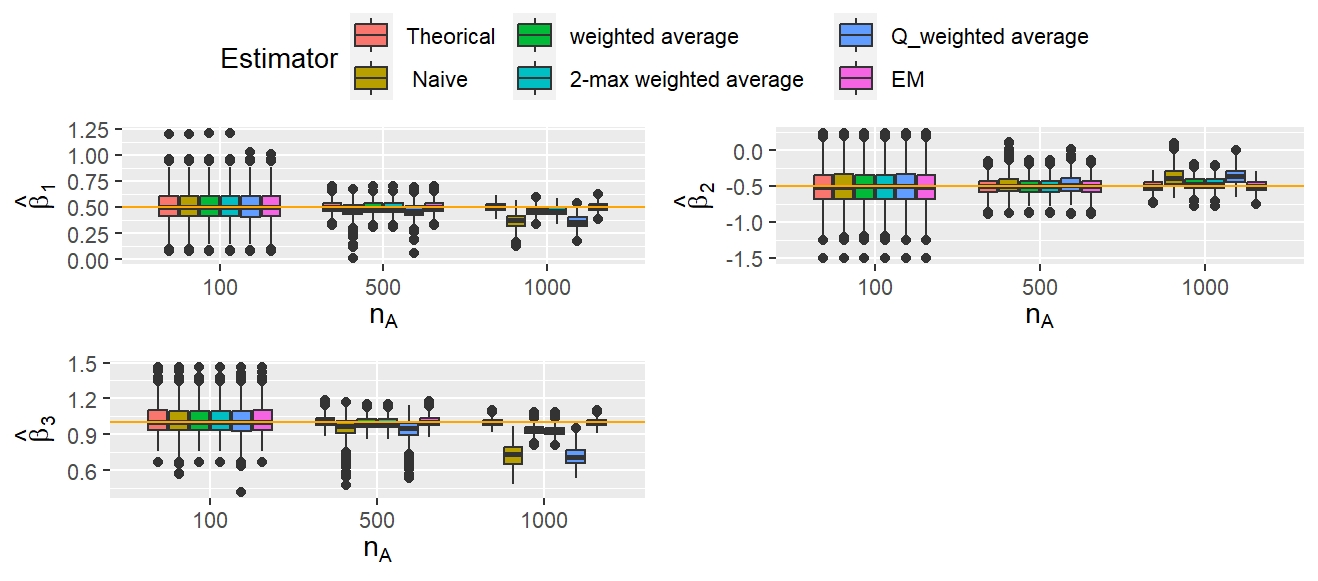 Estimator
Theorical
weighted average
Q_weighted average
Naive
2-max weighted average
EM
1.25
1.00
0.75
0.50
0.25
0.00
β̂1
100
500
1000
nA
0.0
-0.5
-1.0
-1.5
β̂2
100
500
1000
nA
1.5
1.2
0.9
0.6
β̂3
100
500
1000
nA